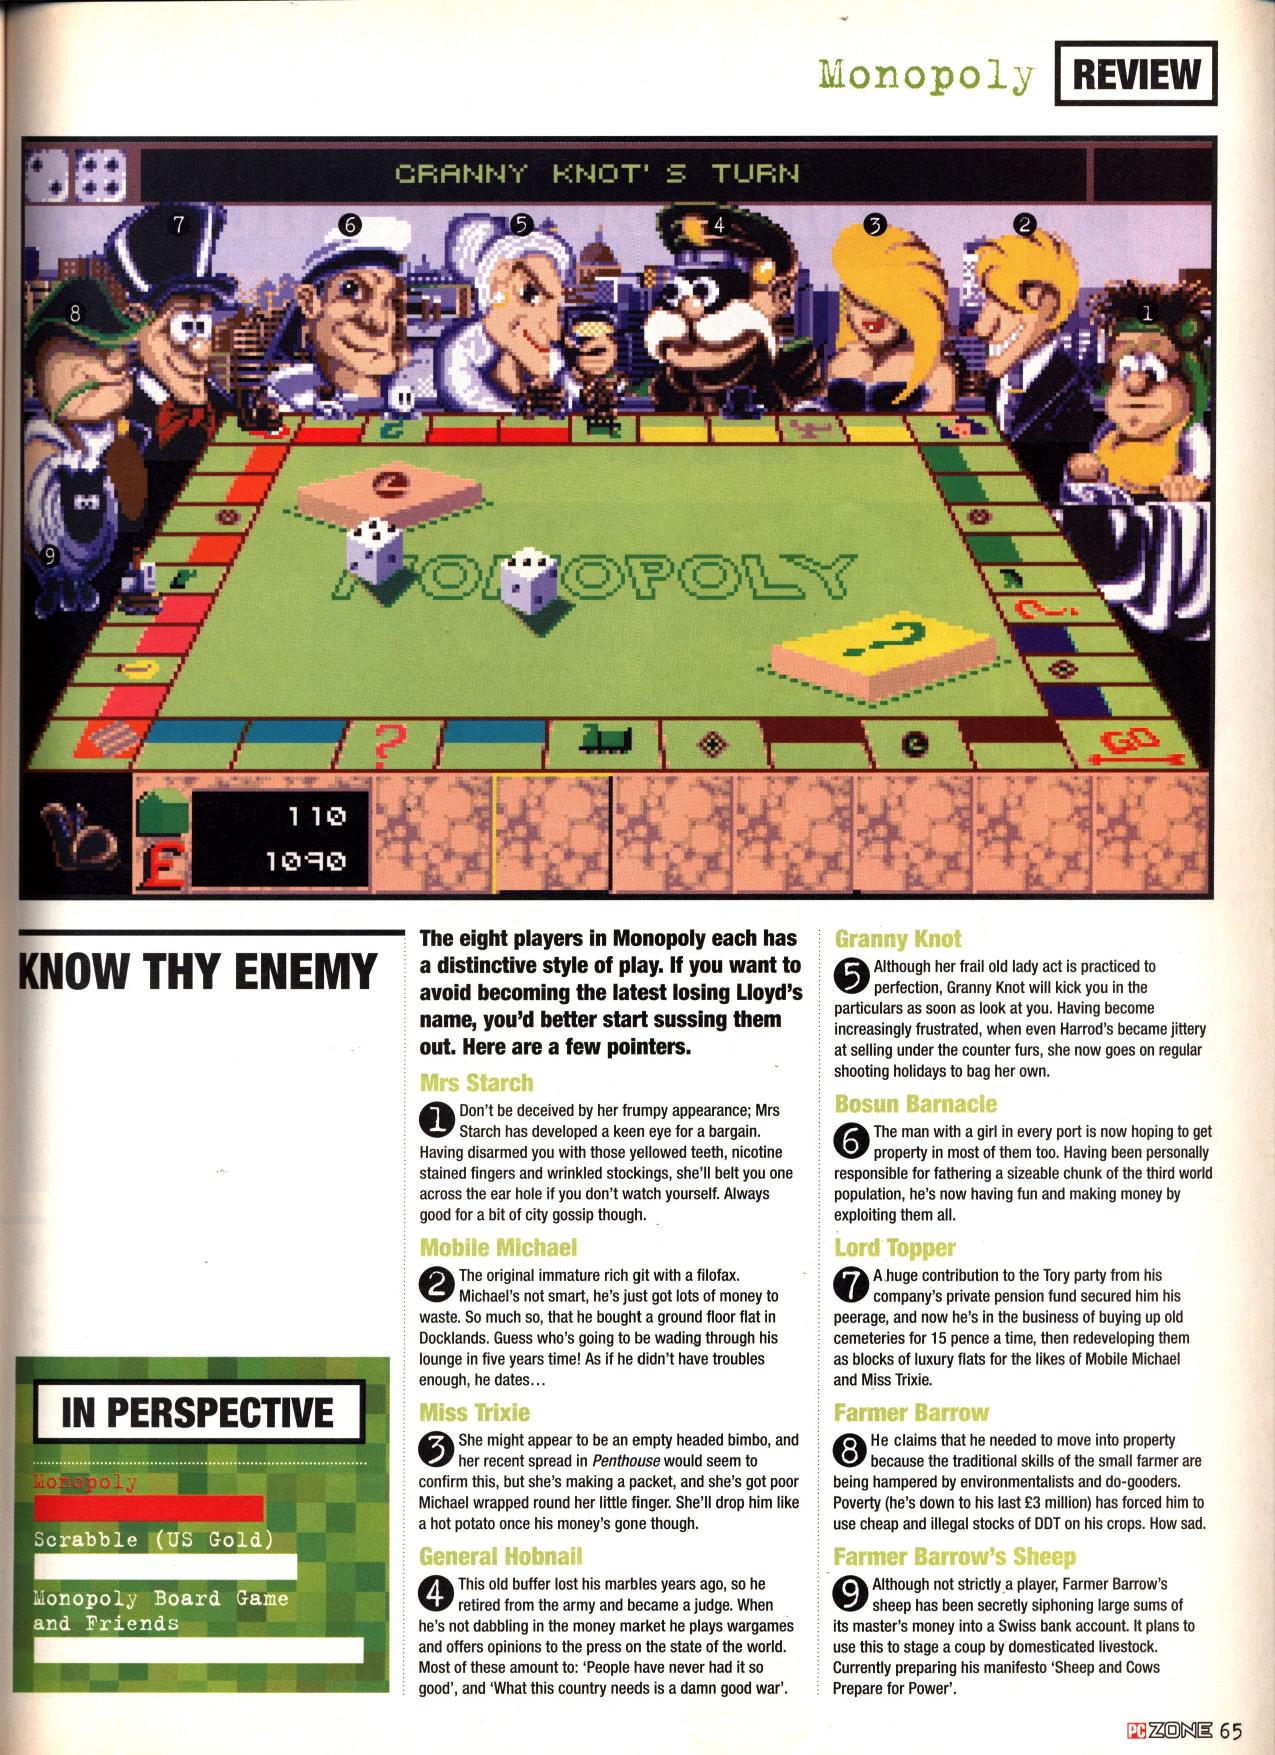 Monopoly REVIEW
GRANNY KNOT'S TURN
7
6
5
4
3
2
8
1
9
MONOPOLY
?
?
?
GO
110
£
1090
KNOW THY ENEMY
The eight players in Monopoly each has
a distinctive style of play. If you want to
avoid becoming the latest losing Lloyd's
name, you'd better start sussing them
out. Here are a few pointers.
Mrs Starch
1 Don't be deceived by her frumpy appearance; Mrs
Starch has developed a keen eye for a bargain.
Having disarmed you with those yellowed teeth, nicotine
stained fingers and wrinkled stockings, she'll belt you one
across the ear hole if you don't watch yourself. Always
good for a bit of city gossip though.
Mobile Michael
2 The original immature rich git with a filofax.
Michael's not smart, he's just got lots of money to
waste. So much so, that he bought a ground floor flat in
Docklands. Guess who's going to be wading through his
lounge in five years time! As if he didn't have troubles
enough, he dates...
Miss Trixie
3 She might appear to be an empty headed bimbo, and
her recent spread in Penthouse would seem to
confirm this, but she's making a packet, and she's got poor
Michael wrapped round her little finger. She'll drop him like
a hot potato once his money's gone though.
General Hobnail
4 This old buffer lost his marbles years ago, so he
retired from the army and became a judge. When
he's not dabbling in the money market he plays wargames
and offers opinions to the press on the state of the world.
Most of these amount to: 'People have never had it so
good', and 'What this country needs is a damn good war'.
Granny Knot
5 Although her frail old lady act is practiced to
perfection, Granny Knot will kick you in the
particulars as soon as look at you. Having become
increasingly frustrated, when even Harrod's became jittery
at selling under the counter furs, she now goes on regular
shooting holidays to bag her own.
Bosun Barnacle
6 The man with a girl in every port is now hoping to get
property in most of them too. Having been personally
responsible for fathering a sizeable chunk of the third world
population, he's now having fun and making money by
exploiting them all.
Lord Topper
7 A huge contribution to the Tory party from his
company's private pension fund secured him his
peerage, and now he's in the business of buying up old
cemeteries for 15 pence a time, then redeveloping them
as blocks of luxury flats for the likes of Mobile Michael
and Miss Trixie.
Farmer Barrow
8 He claims that he needed to move into property
because the traditional skills of the small farmer are
being hampered by environmentalists and do-gooders.
Poverty (he's down to his last £3 million) has forced him to
use cheap and illegal stocks of DDT on his crops. How sad.
Farmer Barrow's Sheep
9 Although not strictly a player, Farmer Barrow's
sheep has been secretly siphoning large sums of
its master's money into a Swiss bank account. It plans to
use this to stage a coup by domesticated livestock.
Currently preparing his manifesto 'Sheep and Cows
Prepare for Power'.
IN PERSPECTIVE
Monopoly
Scrabble (US Gold)
Monopoly Board Game
and Friends
PC ZONE 65